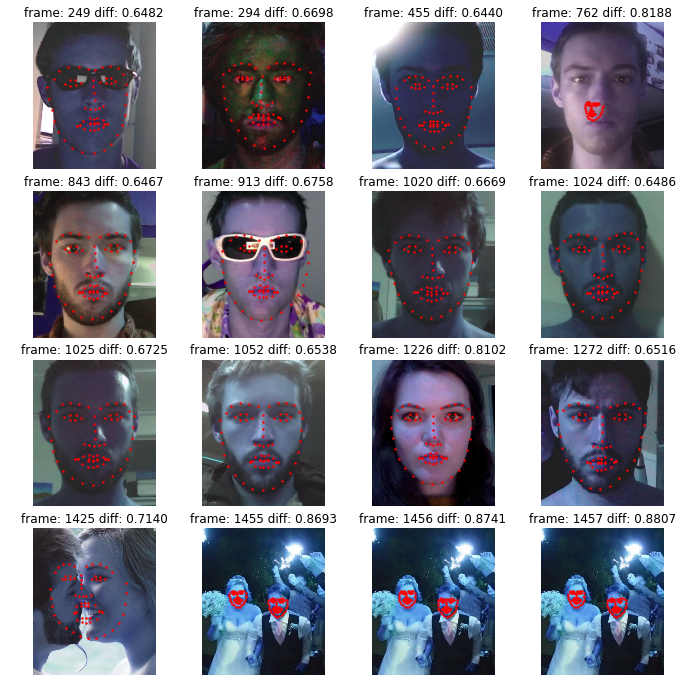 frame: 249 diff: 0.6482
frame: 294 diff: 0.6698
frame: 455 diff: 0.6440
frame: 762 diff: 0.8188
frame: 843 diff: 0.6467
frame: 913 diff: 0.6758
frame: 1020 diff: 0.6669
frame: 1024 diff: 0.6486
frame: 1025 diff: 0.6725
frame: 1052 diff: 0.6538
frame: 1226 diff: 0.8102
frame: 1272 diff: 0.6516
frame: 1425 diff: 0.7140
frame: 1455 diff: 0.8693
frame: 1456 diff: 0.8741
frame: 1457 diff: 0.8807